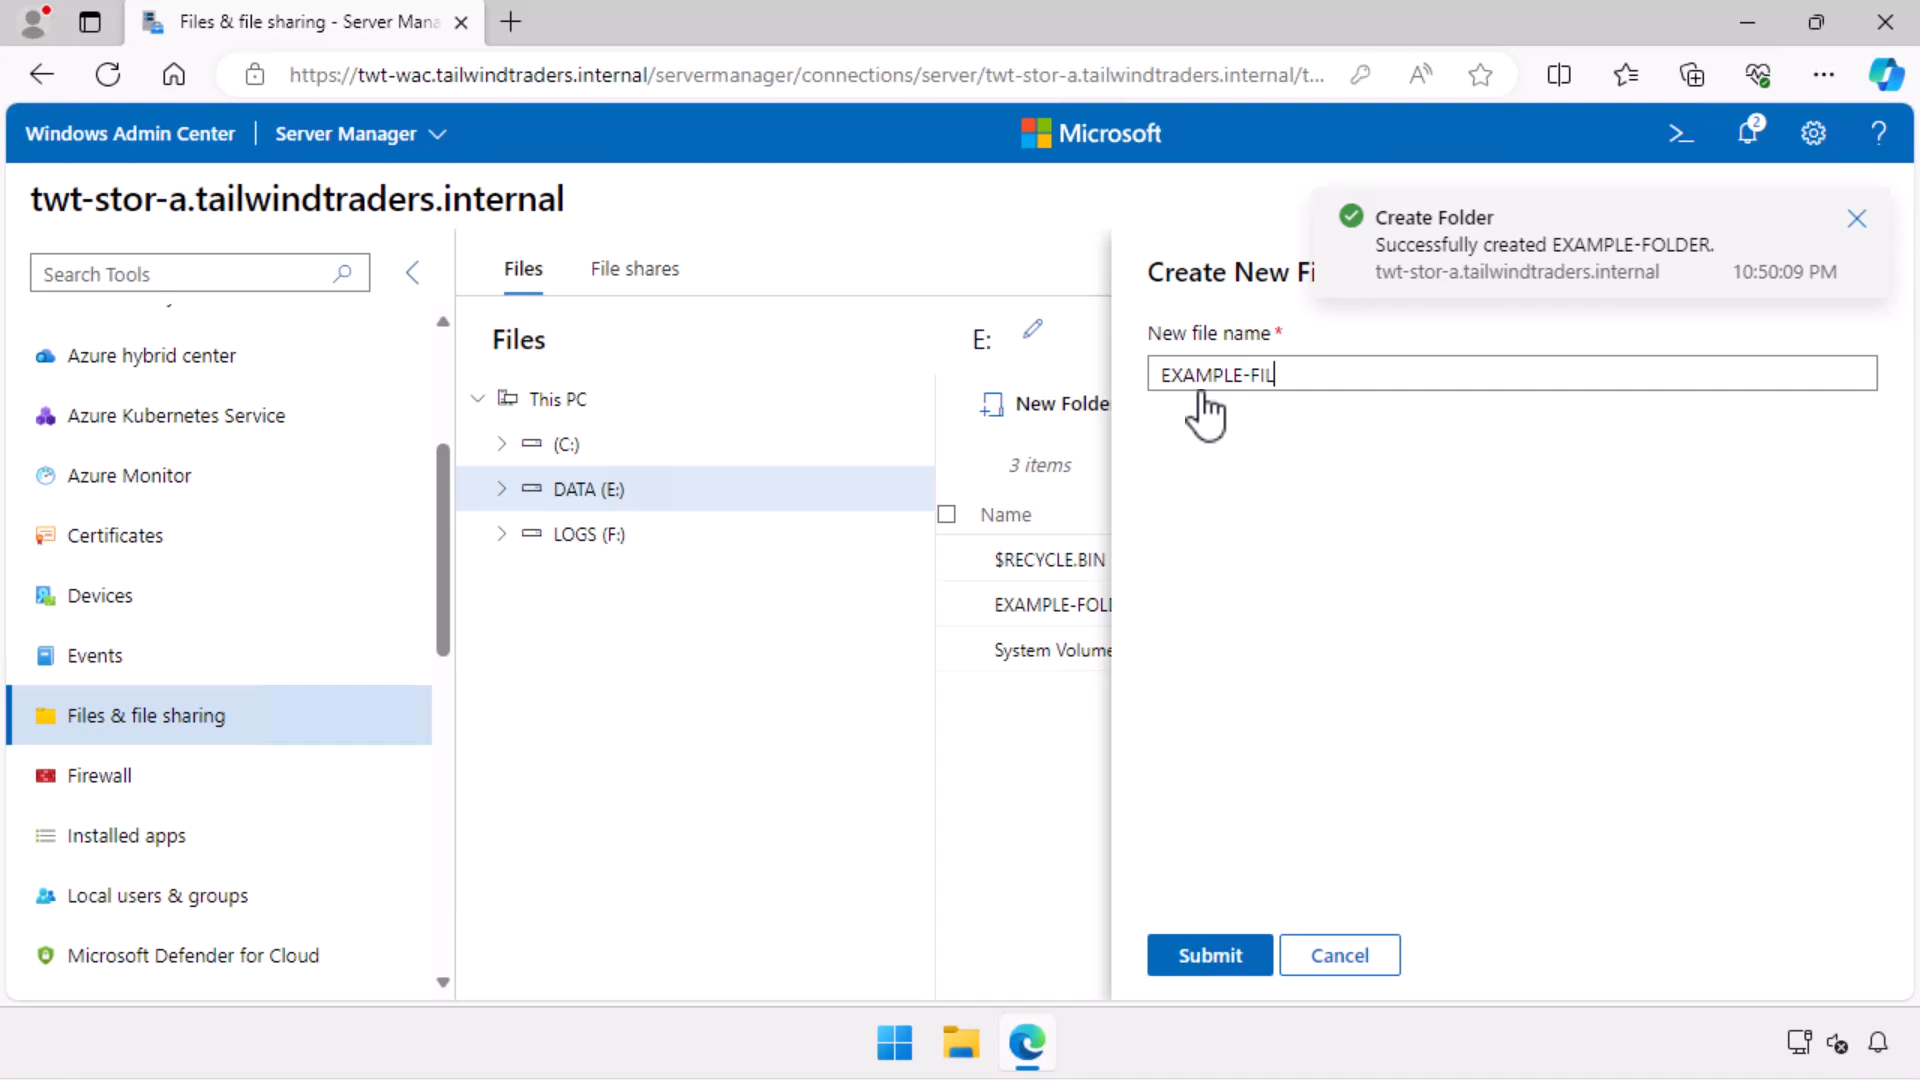 Files & file sharing - Server Mana
https://twt-wac.tailwindtraders.internal/servermanager/connections/server/twt-stor-a.tailwindtraders.internal/t...
Windows Admin Center
Server Manager
Microsoft
2
twt-stor-a.tailwindtraders.internal
Create Folder
Successfully created EXAMPLE-FOLDER.
twt-stor-a.tailwindtraders.internal 10:50:09 PM
Search Tools
Azure hybrid center
Azure Kubernetes Service
Azure Monitor
Certificates
Devices
Events
Files & file sharing
Firewall
Installed apps
Local users & groups
Microsoft Defender for Cloud
Files
File shares
Files
This PC
(C:)
DATA (E:)
LOGS (F:)
E:
New Folde
3 items
Name
$RECYCLE.BIN
EXAMPLE-FOL
System Volume
Create New Fi
New file name *
EXAMPLE-FIL
Submit
Cancel